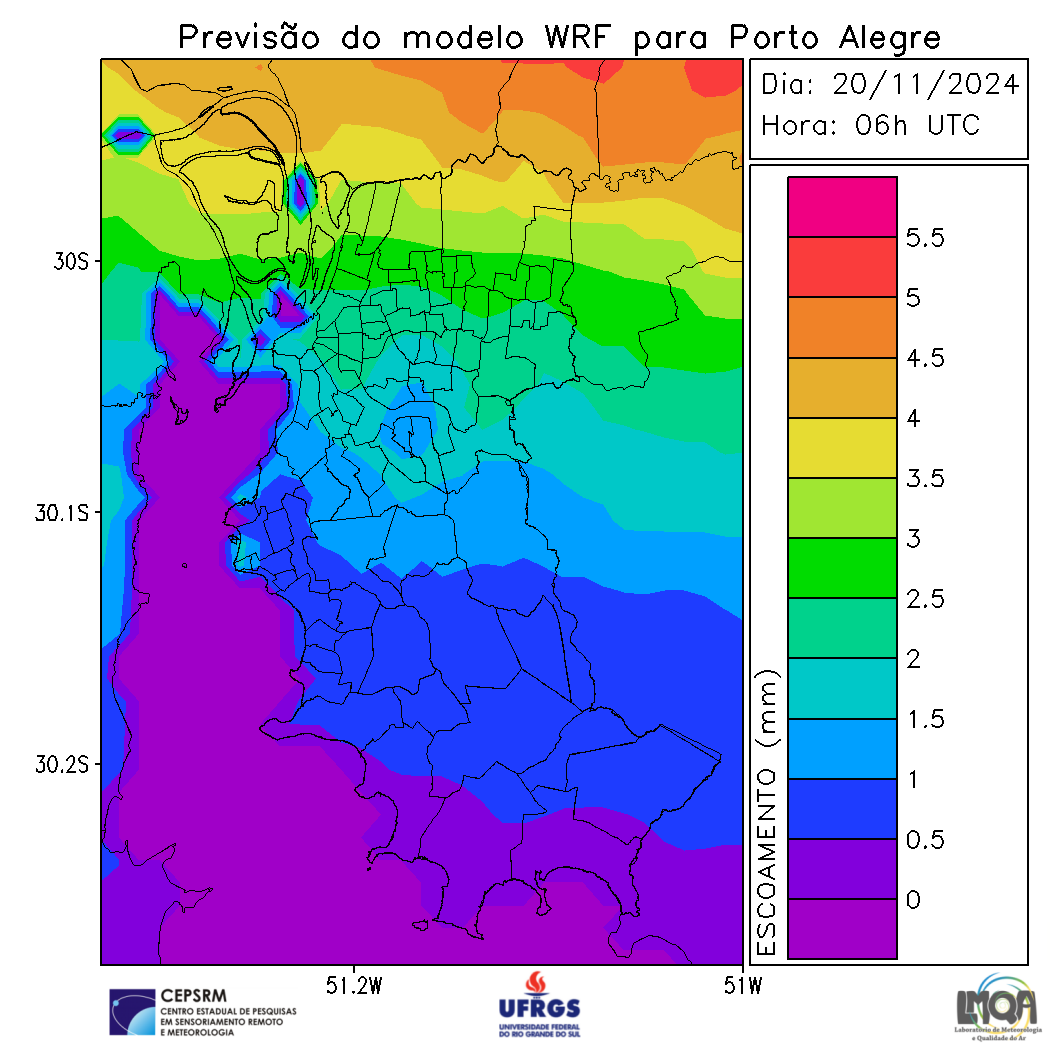 Previsão do modelo WRF para Porto Alegre
Dia: 20/11/2024
Hora: 06h UTC
30S
30.1S
30.2S
51.2W
51W
5.5
5
4.5
4
3.5
3
2.5
2
1.5
1
0.5
0
ESCOAMENTO (mm)
CEPSRM
CENTRO ESTADUAL DE PESQUISAS
EM SENSORIAMENTO REMOTO
E METEOROLOGIA
UFRGS
UNIVERSIDADE FEDERAL
DO RIO GRANDE DO SUL
LMQA
Laboratório de Meteorologia
e Qualidade do Ar